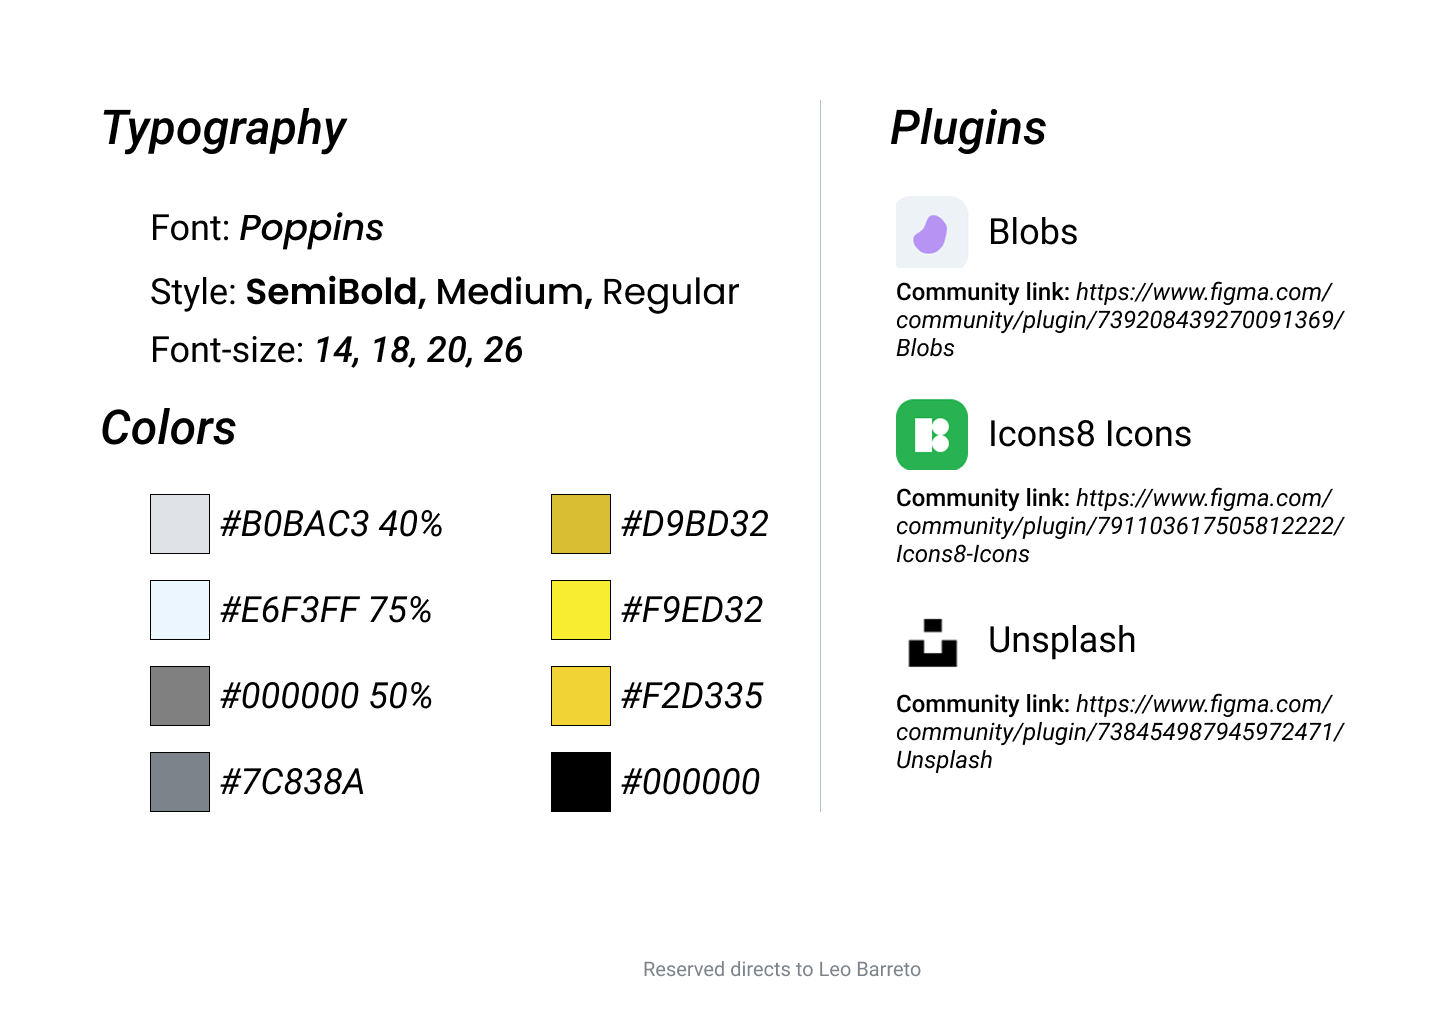 Typography
Font: Poppins
Style: SemiBold, Medium, Regular
Font-size: 14, 18, 20, 26
Colors
#B0BAC3 40%
#D9BD32
#E6F3FF 75%
#F9ED32
#000000 50%
#F2D335
#7C838A
#000000
Plugins
Blobs
Community link: https://www.figma.com/
community/plugin/739208439270091369/
Blobs
Icons8 Icons
Community link: https://www.figma.com/
community/plugin/791103617505812222/
Icons8-Icons
Unsplash
Community link: https://www.figma.com/
community/plugin/738454987945972471/
Unsplash
Reserved directs to Leo Barreto